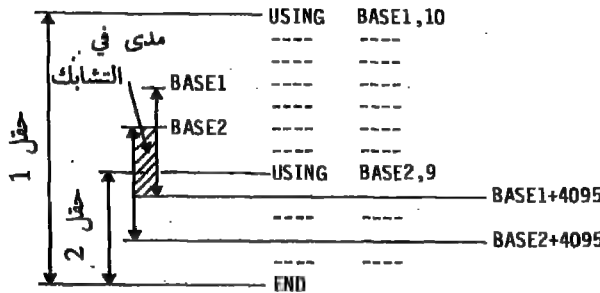 USING BASE1,10
---- ----
مدى في
التشابك
---- ----
BASE1
---- ----
---- ----
BASE2
---- ----
حقل 1
USING BASE2,9
BASE1+4095
حقل 2
---- ----
BASE2+4095
---- ----
END